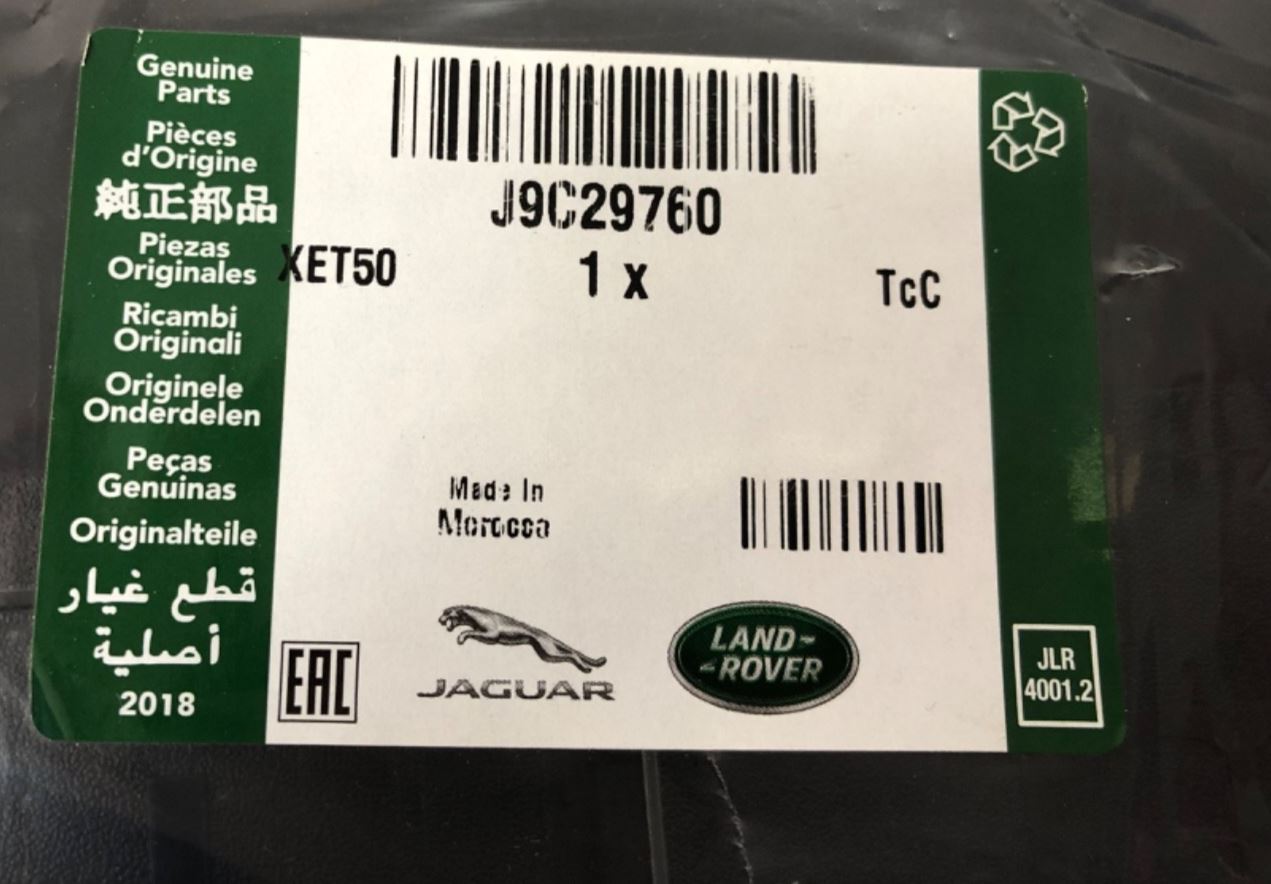 Genuine
Parts
Pièces
d'Origine
純正部品
Piezas
Originales
Ricambi
Originali
Originele
Onderdelen
Peças
Genuinas
Originalteile
قطع غيار
أصلية
2018
J9C29760
XET50 1 x TcC
Made In
Morocco
EAC
JAGUAR
LAND-
-ROVER
JLR
4001.2